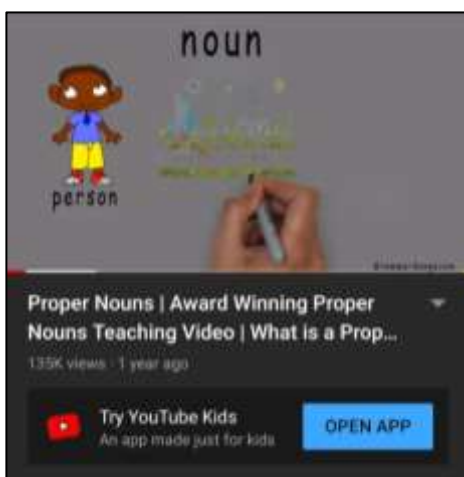 noun
person
Proper Nouns | Award Winning Proper
Nouns Teaching Video | What is a Prop...
135K views · 1 year ago
Try YouTube Kids
An app made just for kids
OPEN APP